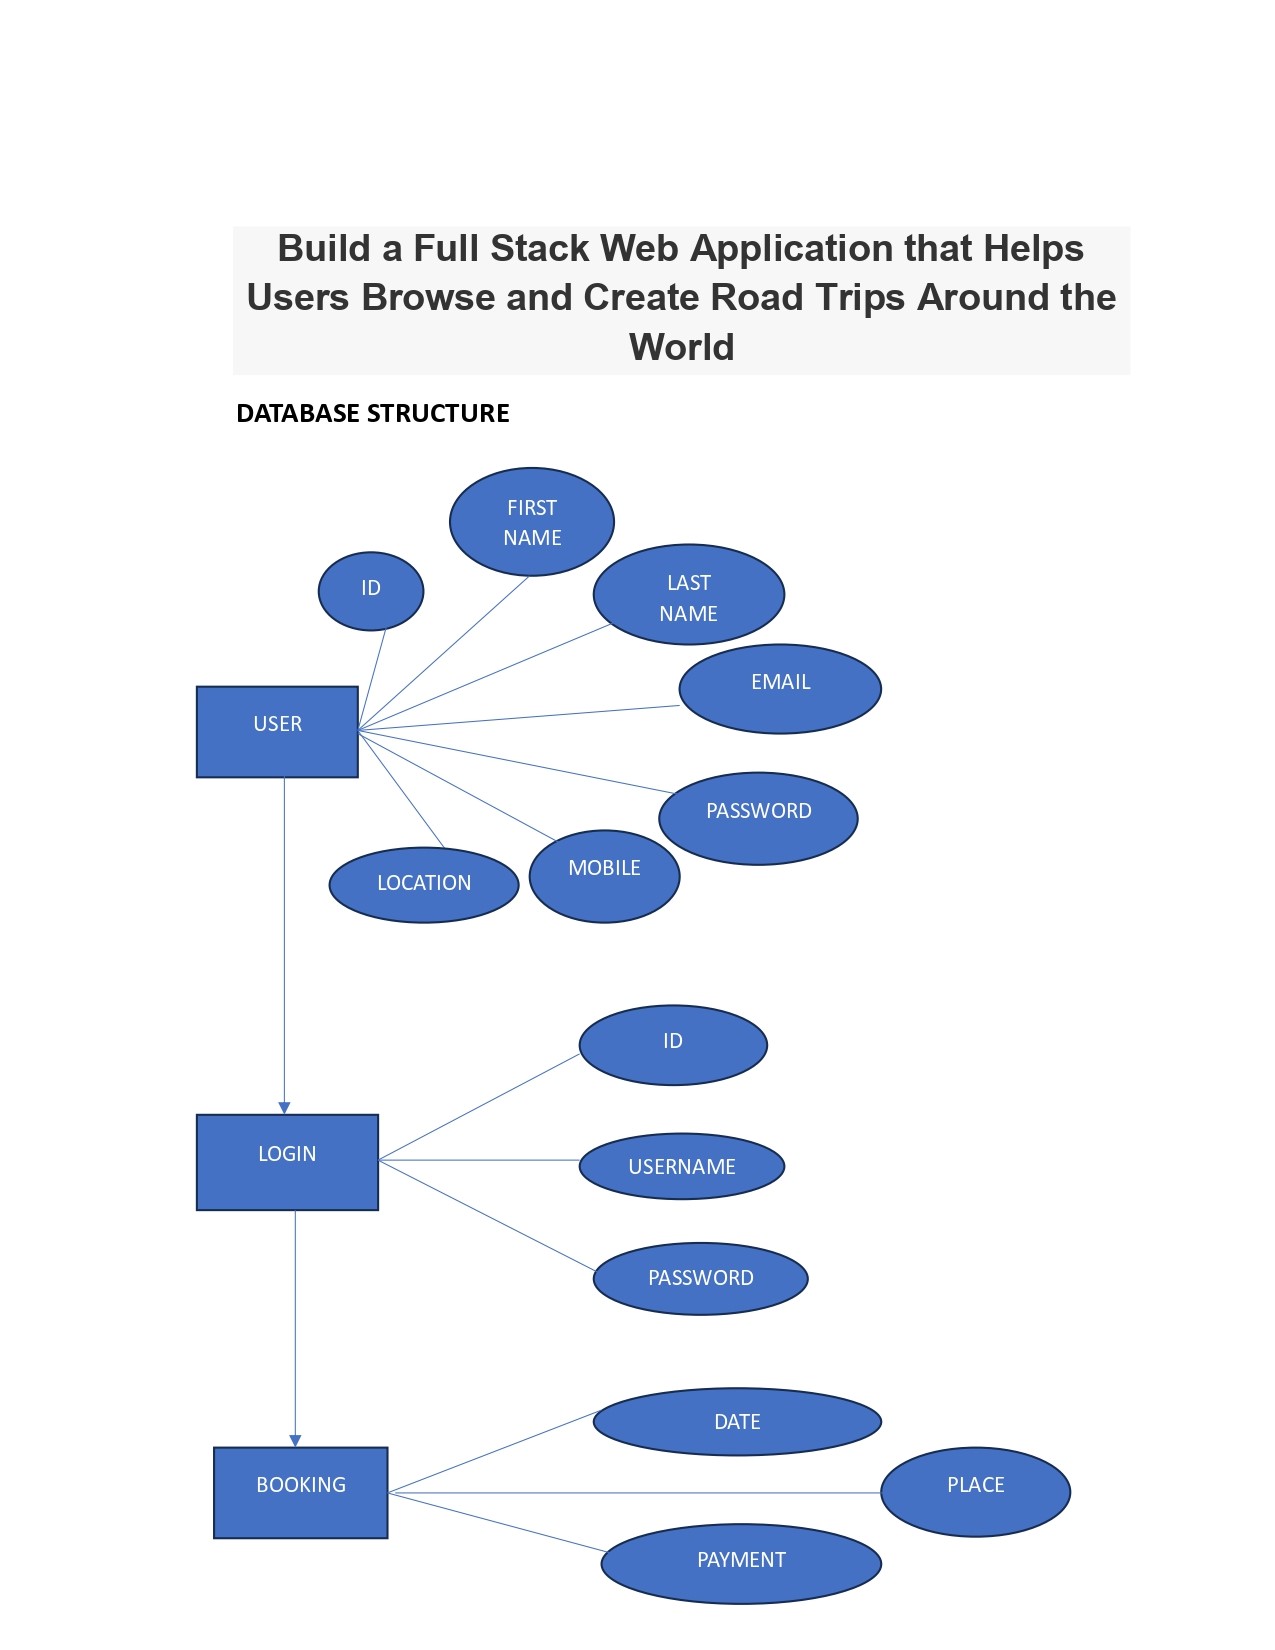 Build a Full Stack Web Application that Helps
Users Browse and Create Road Trips Around the
World
DATABASE STRUCTURE
FIRST
NAME
ID
LAST
NAME
EMAIL
USER
PASSWORD
MOBILE
LOCATION
ID
LOGIN
USERNAME
PASSWORD
DATE
BOOKING
PLACE
PAYMENT